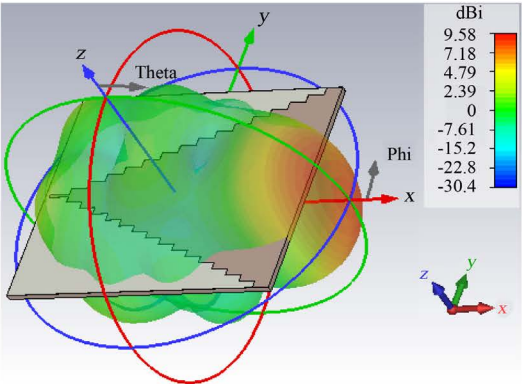 dBi
9.58
7.18
4.79
2.39
0
-7.61
-15.2
-22.8
-30.4
y
z
Theta
Phi
x
y
z
x